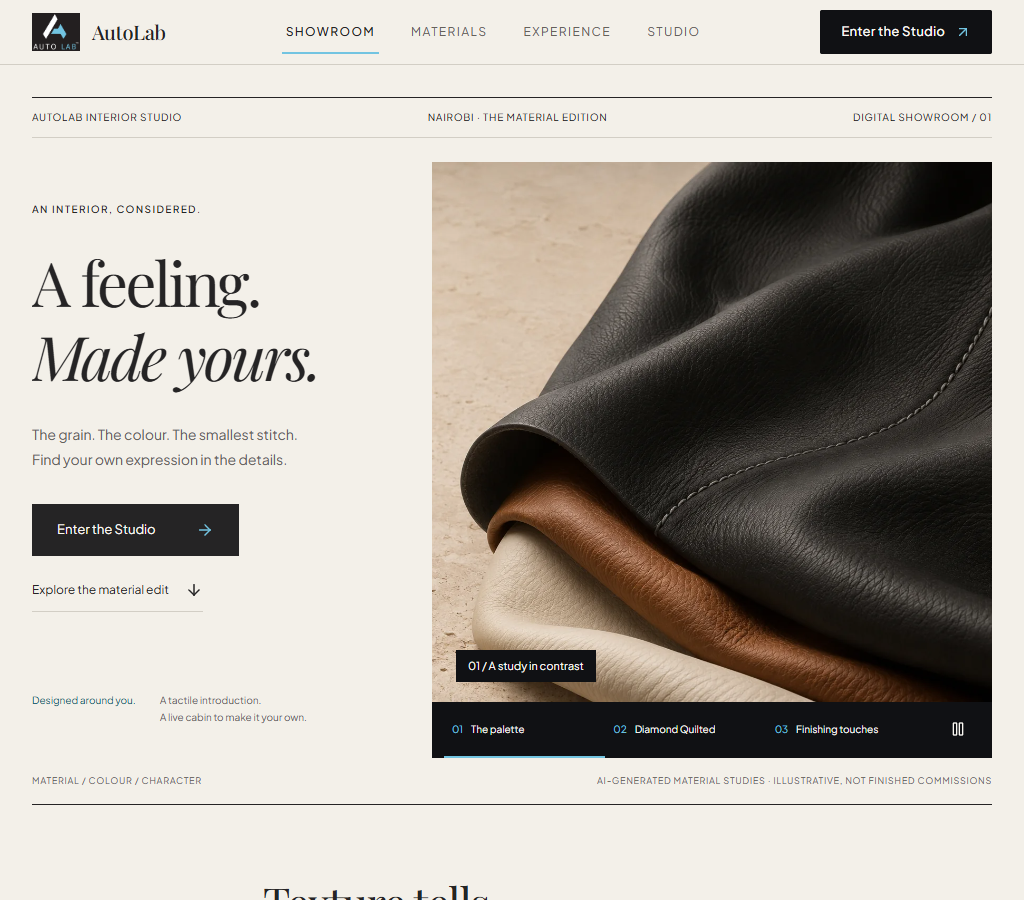 AUTO LAB
AutoLab
SHOWROOM
MATERIALS
EXPERIENCE
STUDIO
Enter the Studio
AUTOLAB INTERIOR STUDIO
NAIROBI · THE MATERIAL EDITION
DIGITAL SHOWROOM / 01
AN INTERIOR, CONSIDERED.
A feeling.
Made yours.
The grain. The colour. The smallest stitch.
Find your own expression in the details.
Enter the Studio
Explore the material edit
Designed around you.
A tactile introduction.
A live cabin to make it your own.
01 / A study in contrast
01 The palette
02 Diamond Quilted
03 Finishing touches
MATERIAL / COLOUR / CHARACTER
AI-GENERATED MATERIAL STUDIES · ILLUSTRATIVE, NOT FINISHED COMMISSIONS
Texture tells